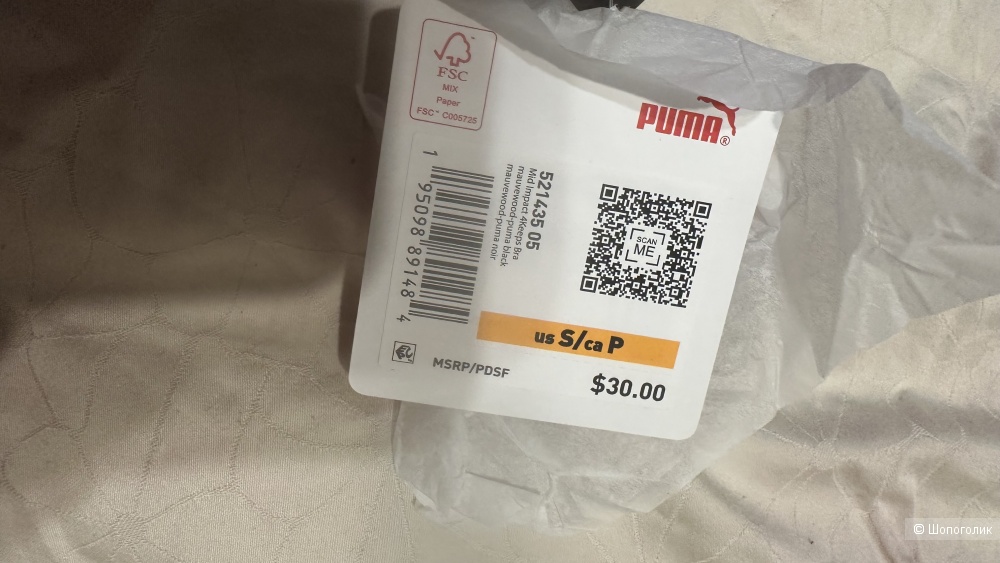 FSC
MIX
Paper
FSC™ C005725
PUMA®
521435 05
Mid Impact 4Keeps Bra
mauvewood-puma black
mauvewood-puma noir
1 95098 89148 4
SCAN
ME
us S/ca P
MSRP/PDSF
$30.00
© Шопоголик